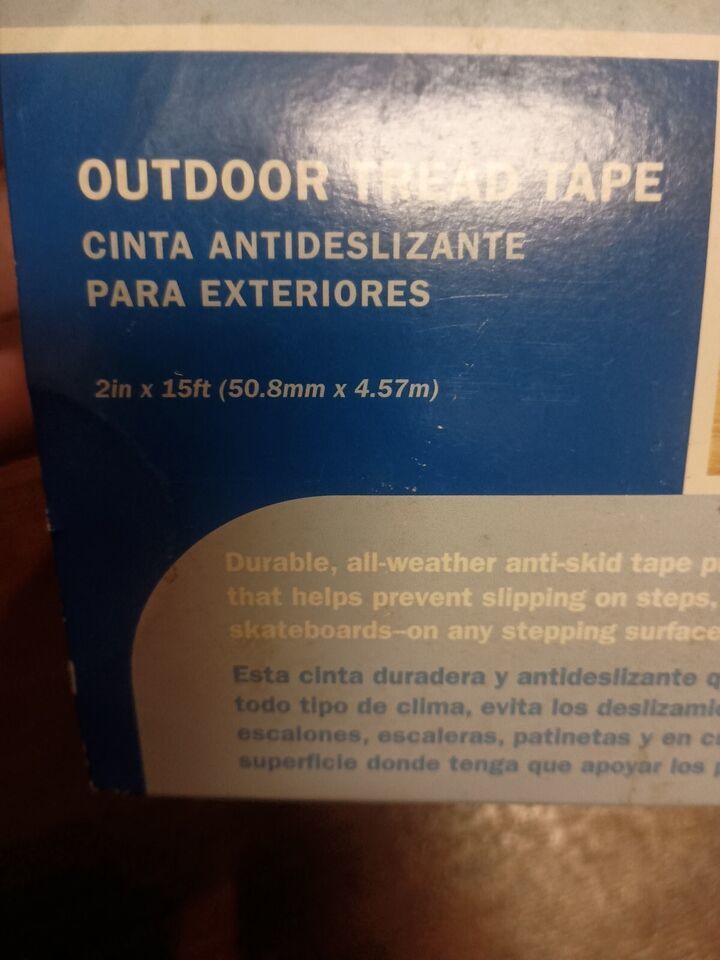 OUTDOOR TREAD TAPE
CINTA ANTIDESLIZANTE
PARA EXTERIORES
2in x 15ft (50.8mm x 4.57m)
Durable, all-weather anti-skid tape
that helps prevent slipping on steps,
skateboards–on any stepping surface
Esta cinta duradera y antideslizante
todo tipo de clima, evita los
escalones, escaleras, patinetas y en
superficie donde tenga que apoyar los